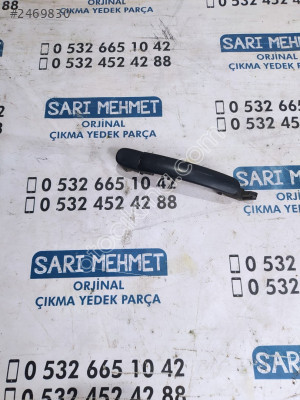 #2469830
0 532 665 10 42
0 532 452 42 88
SARI MEHMET
ORJİNAL
ÇIKMA YEDEK PARÇA
SARI MEHMET
ORJİNAL
ÇIKMA YEDEK PARÇA
0 532 665 10 42
0 532 452 42 88
SARI MEHMET
ORJİNAL
ÇIKMA YEDEK PARÇA
0 532 665 10 42
0 532 452 42 88